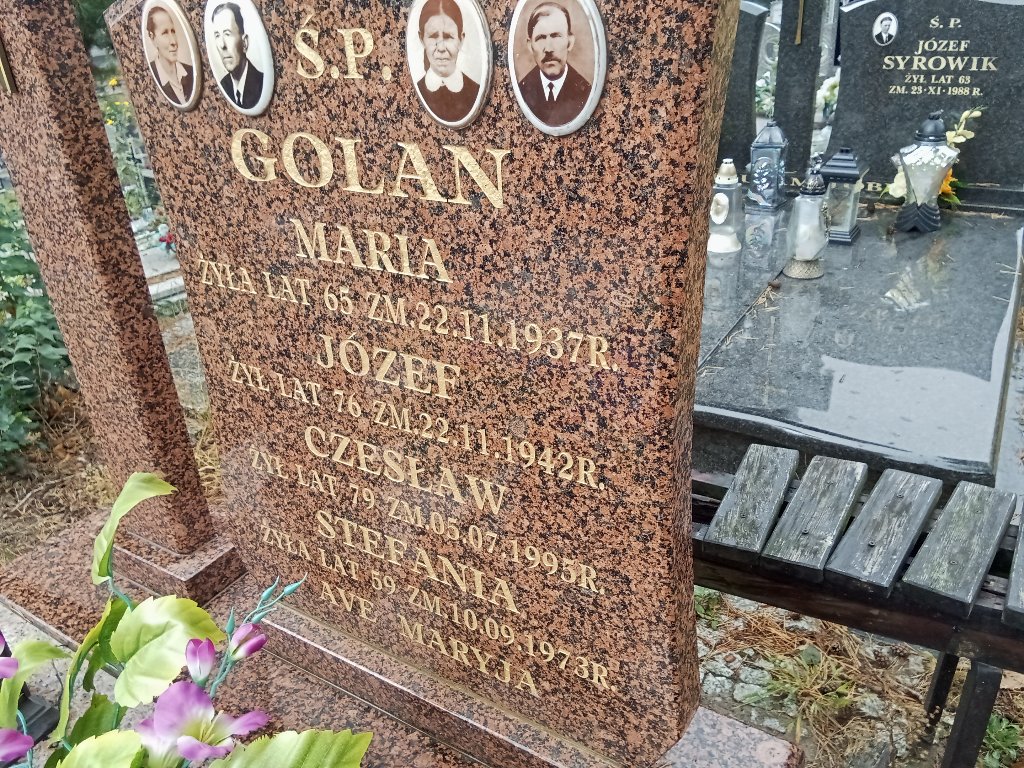 Ś.P.
GOLAN
MARIA
ŻYŁA LAT 65 ZM.22.11.1937R.
JÓZEF
ŻYŁ LAT 76 ZM.22.11.1942R.
CZESŁAW
ŻYŁ LAT 79 ZM.05.07.1995R.
STEFANIA
ŻYŁA LAT 59 ZM.10.09.1973R.
AVE MARYJA
Ś. P.
JÓZEF
SYROWIK
ŻYŁ LAT 63
ZM. 23·XI·1988 R.